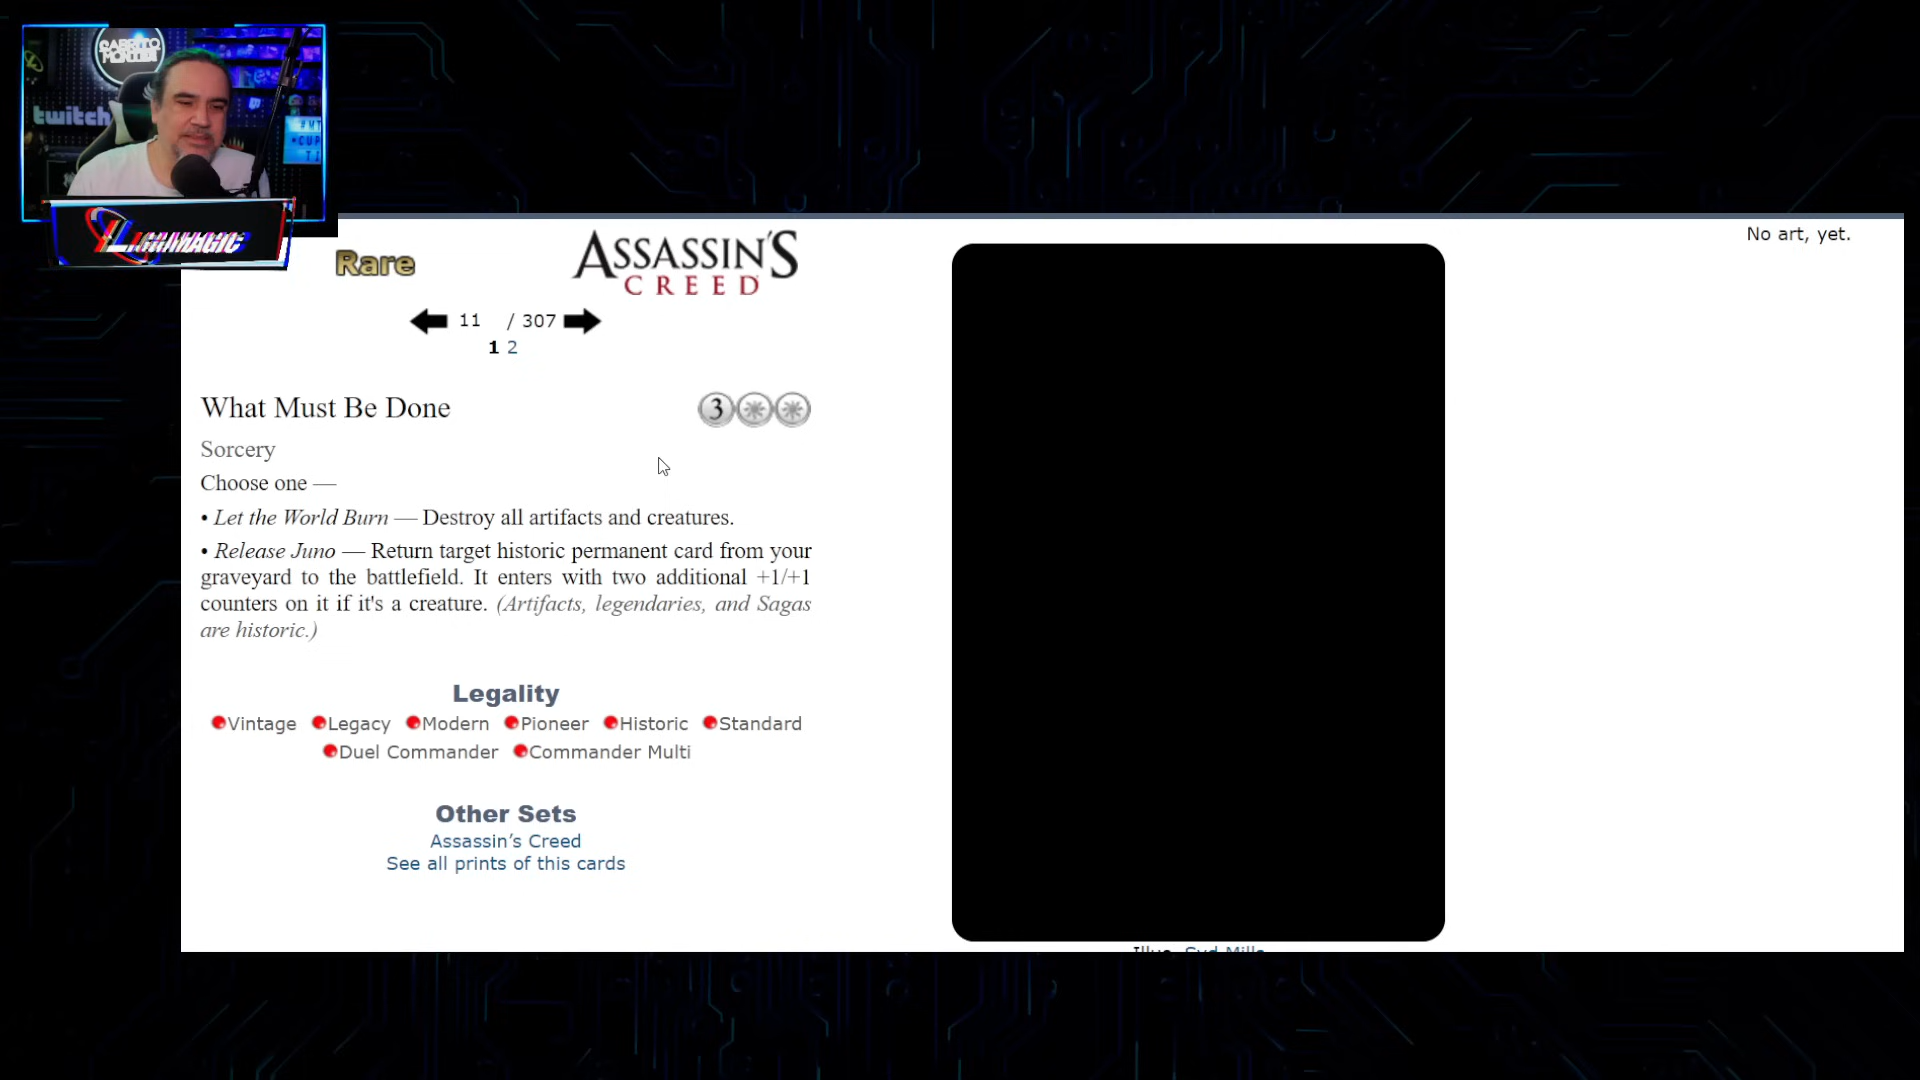 twitch
Rare
ASSASSIN'S
CREED
11 / 307
1 2
What Must Be Done
3
Sorcery
Choose one —
• Let the World Burn — Destroy all artifacts and creatures.
• Release Juno — Return target historic permanent card from your
graveyard to the battlefield. It enters with two additional +1/+1
counters on it if it's a creature. (Artifacts, legendaries, and Sagas
are historic.)
Legality
Vintage Legacy Modern Pioneer Historic Standard
Duel Commander Commander Multi
Other Sets
Assassin’s Creed
See all prints of this cards
No art, yet.